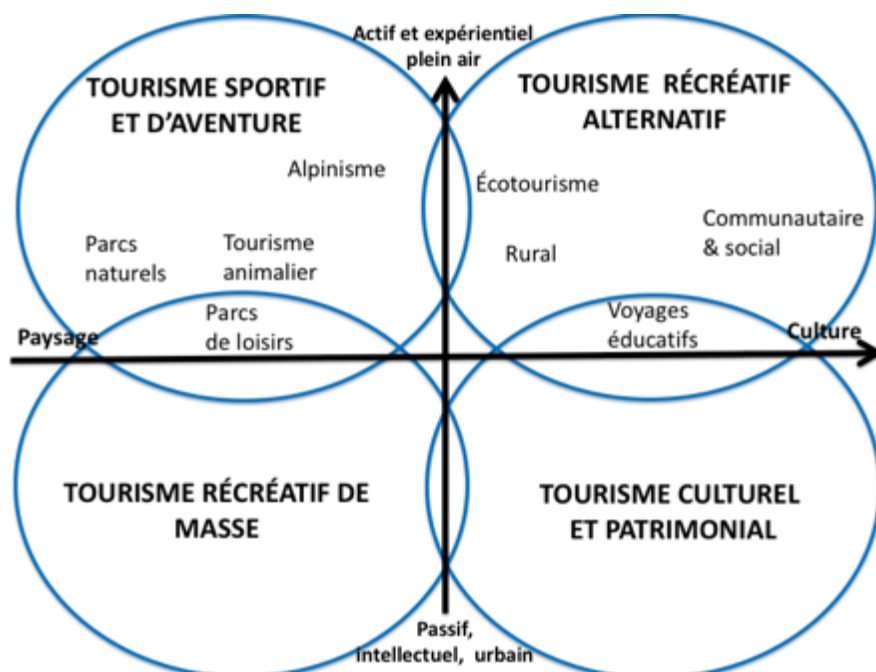 Actif et expérientiel
plein air
TOURISME SPORTIF
ET D'AVENTURE
TOURISME RÉCRÉATIF
ALTERNATIF
Alpinisme
Écotourisme
Communautaire
& social
Parcs
naturels
Tourisme
animalier
Rural
Parcs
de loisirs
Voyages
éducatifs
Paysage
Culture
TOURISME RÉCRÉATIF DE
MASSE
TOURISME CULTUREL
ET PATRIMONIAL
Passif,
intellectuel, urbain